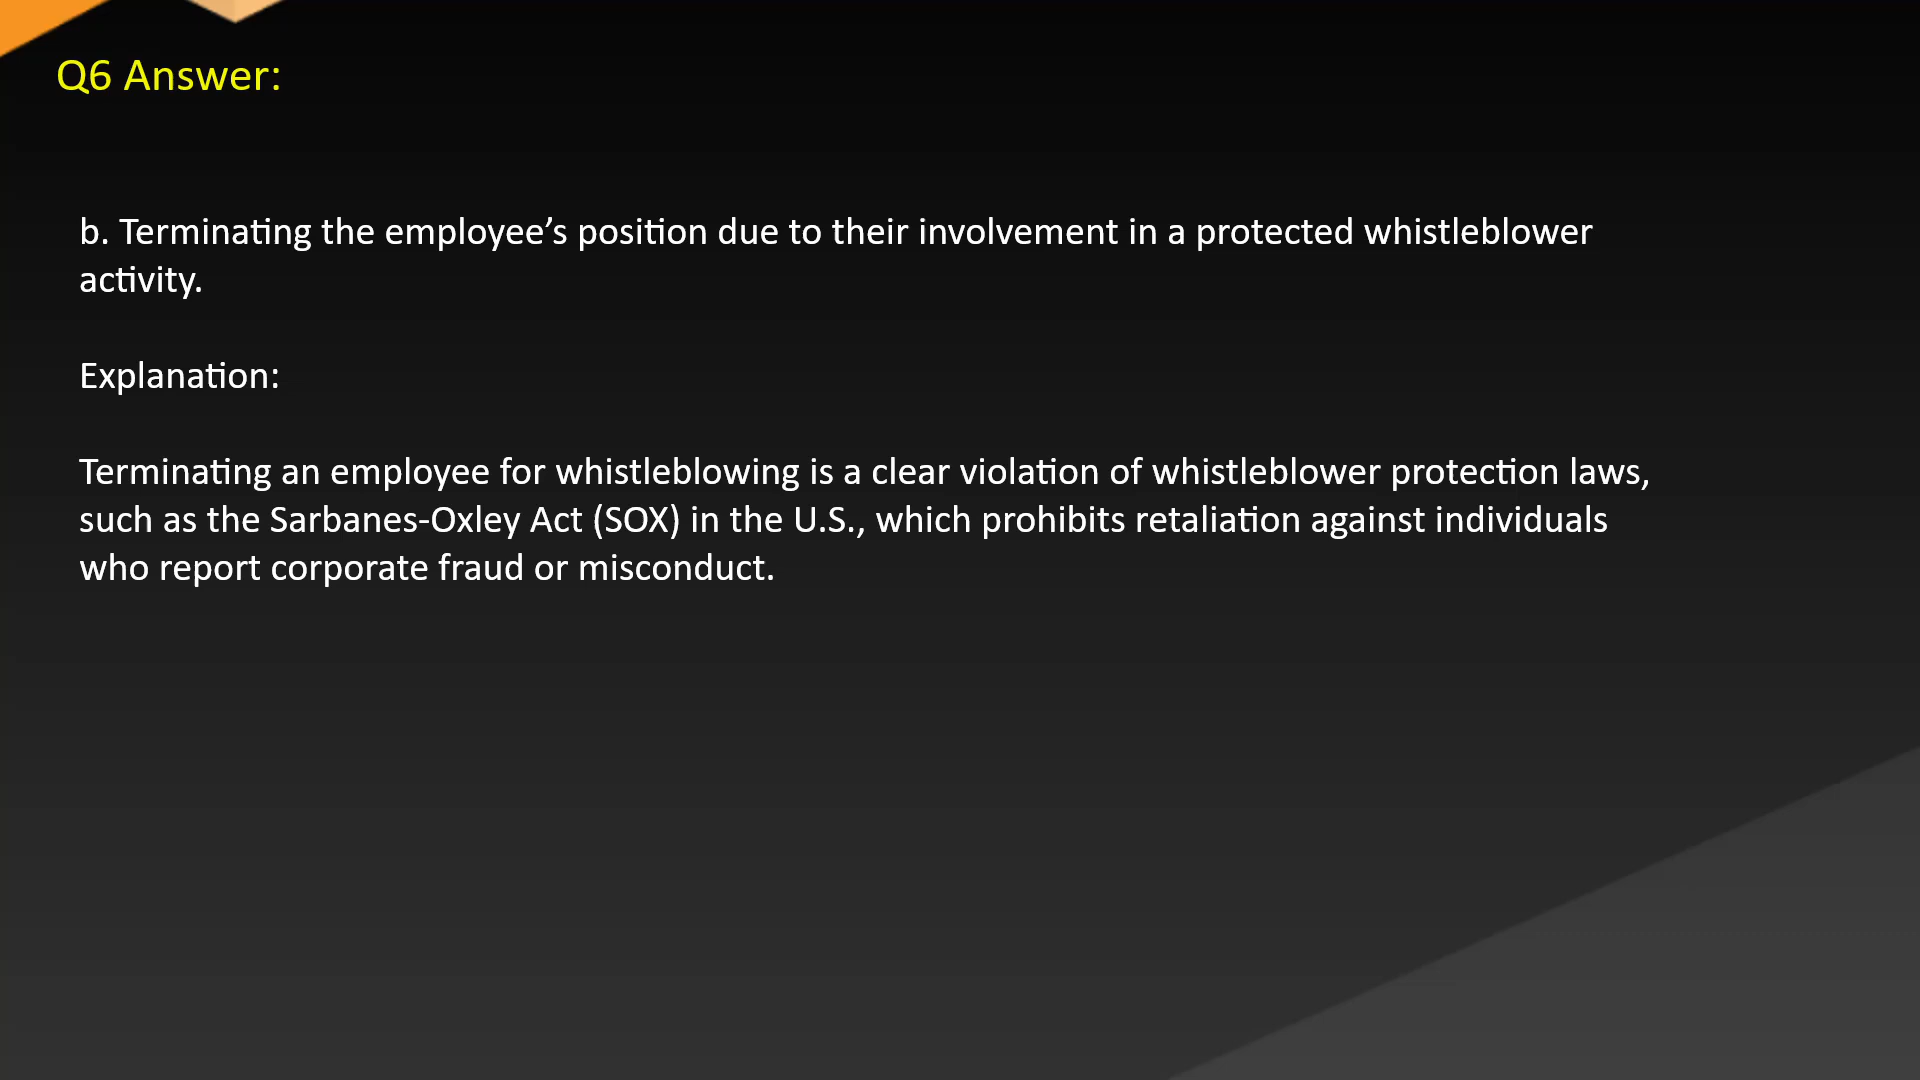 Q6 Answer:
b. Terminating the employee’s position due to their involvement in a protected whistleblower
activity.
Explanation:
Terminating an employee for whistleblowing is a clear violation of whistleblower protection laws,
such as the Sarbanes-Oxley Act (SOX) in the U.S., which prohibits retaliation against individuals
who report corporate fraud or misconduct.